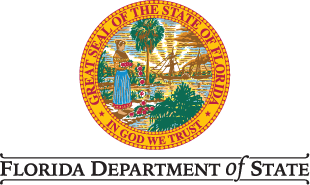 GREAT SEAL OF THE STATE OF FLORIDA
IN GOD WE TRUST
FLORIDA DEPARTMENT of STATE